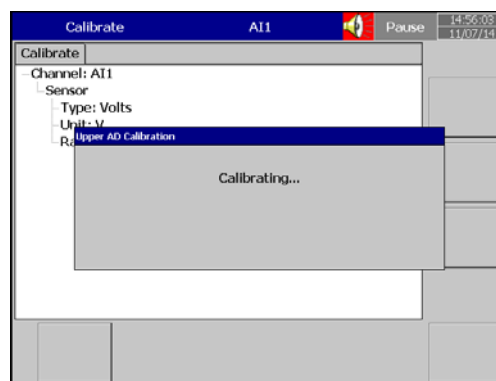 Calibrate AI1 Pause 14:56:03
11/07/14
Calibrate
Channel: AI1
Sensor
Type: Volts
Unit: V
Upper AD Calibration
Calibrating...